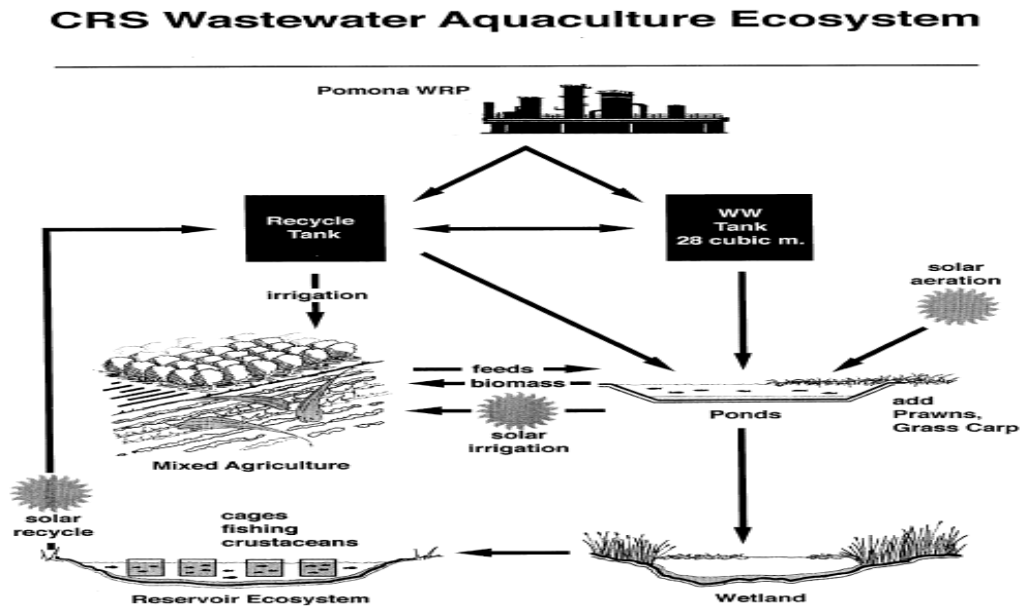 CRS Wastewater Aquaculture Ecosystem
Pomona WRP
Recycle
Tank
WW
Tank
28 cubic m.
solar
aeration
irrigation
feeds
biomass
solar
irrigation
Ponds
add
Prawns,
Grass Carp
Mixed Agriculture
solar
recycle
cages
fishing
crustaceans
Reservoir Ecosystem
Wetland